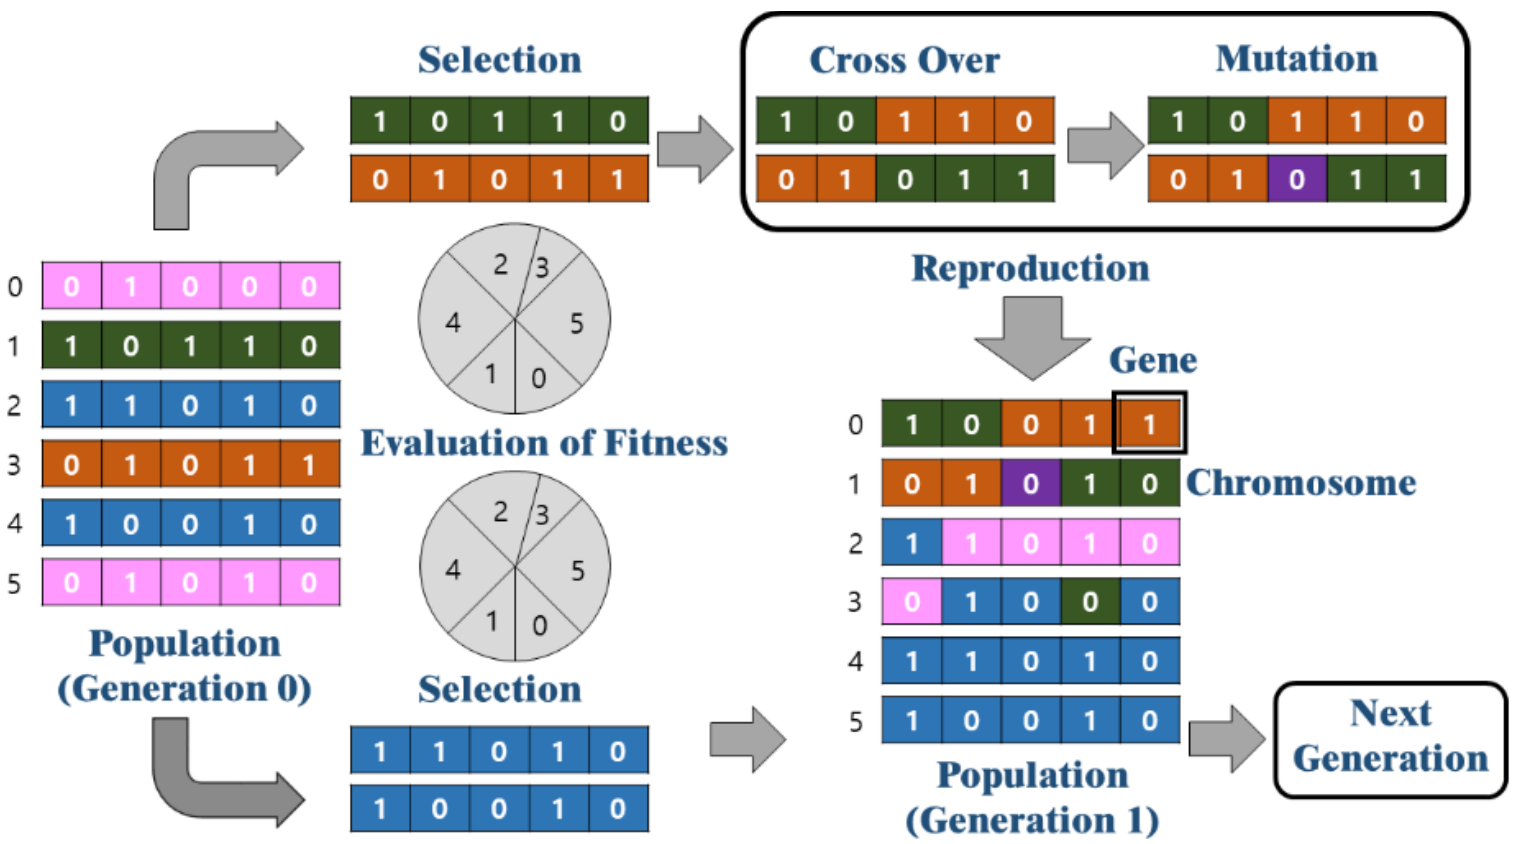 Selection
1 0 1 1 0
0 1 0 1 1
Cross Over
1 0 1 1 0
0 1 0 1 1
Mutation
1 0 1 1 0
0 1 0 1 1
Reproduction
0 0 1 0 0 0
1 1 0 1 1 0
2 1 1 0 1 0
3 0 1 0 1 1
4 1 0 0 1 0
5 0 1 0 1 0
Population
(Generation 0)
2 3
4 5
1 0
Evaluation of Fitness
2 3
4 5
1 0
Selection
1 1 0 1 0
1 0 0 1 0
Gene
0 1 0 0 1 1
1 0 1 0 1 0 Chromosome
2 1 1 0 1 0
3 0 1 0 0 0
4 1 1 0 1 0
5 1 0 0 1 0
Population
(Generation 1)
Next
Generation